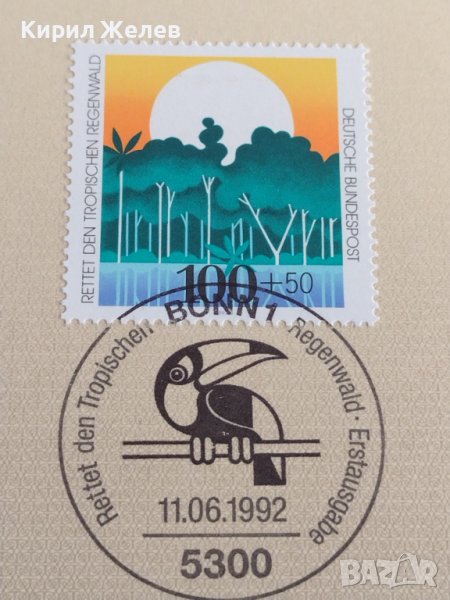 Кирил Желев
RETTET DEN TROPISCHEN REGENWALD
DEUTSCHE BUNDESPOST
100+50
BONN 1
Rettet den Tropischen Regenwald · Erstausgabe
11.06.1992
5300
BAZAR